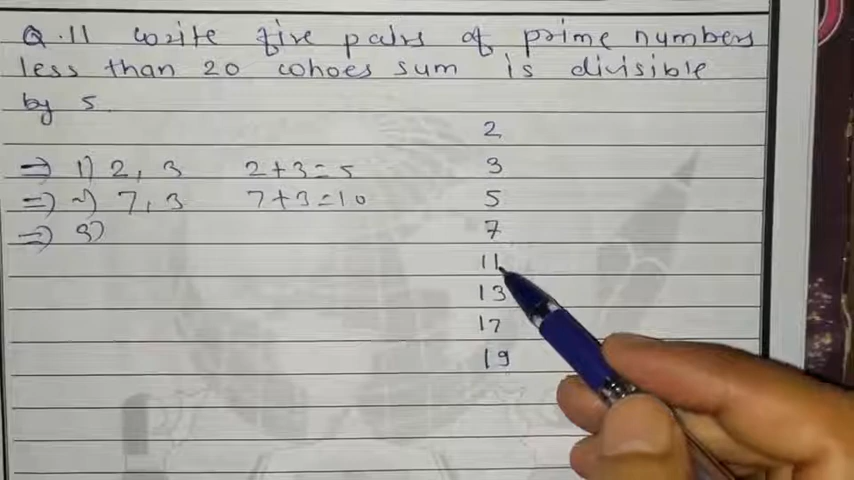 Q.11 Write five pairs of prime numbers
less than 20 cohoes sum is divisible
by 5
2
⇒ 1) 2, 3 2+3=5 3
⇒ 2) 7, 3 7+3=10 5
⇒ 3) 7
11
13
17
19